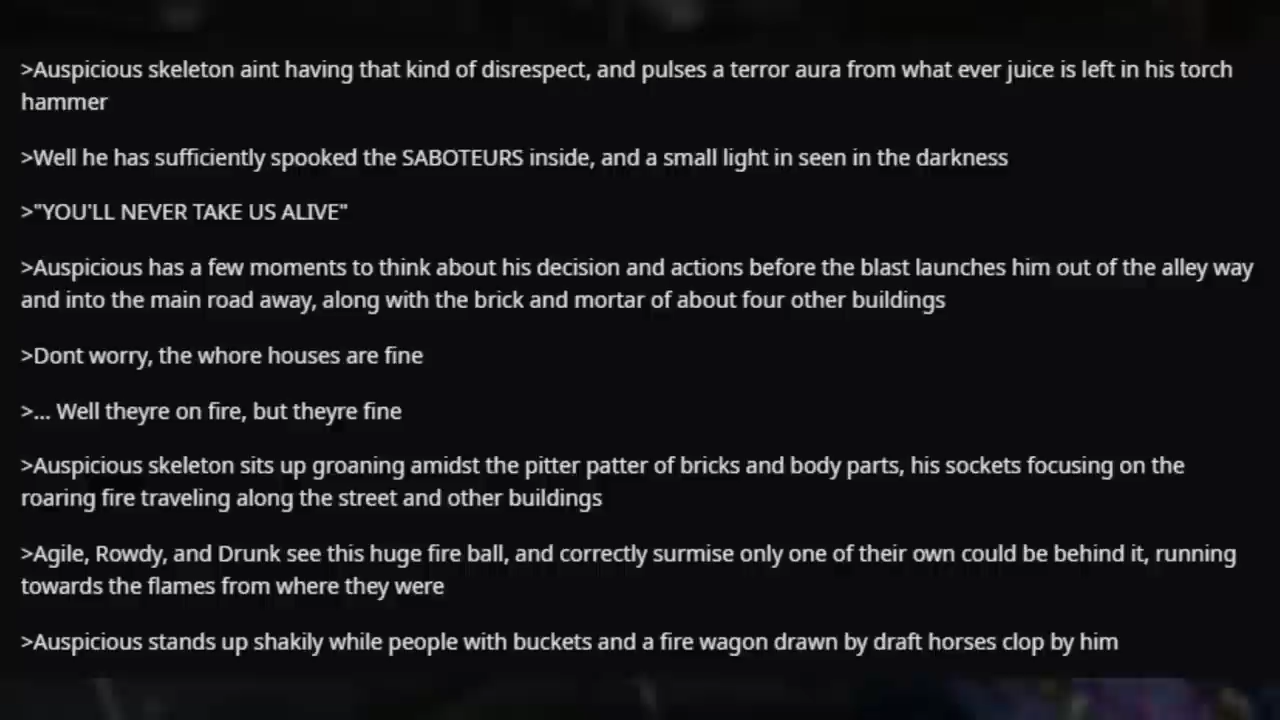 >Auspicious skeleton aint having that kind of disrespect, and pulses a terror aura from what ever juice is left in his torch
hammer
>Well he has sufficiently spooked the SABOTEURS inside, and a small light in seen in the darkness
>"YOU'LL NEVER TAKE US ALIVE"
>Auspicious has a few moments to think about his decision and actions before the blast launches him out of the alley way
and into the main road away, along with the brick and mortar of about four other buildings
>Dont worry, the whore houses are fine
>... Well theyre on fire, but theyre fine
>Auspicious skeleton sits up groaning amidst the pitter patter of bricks and body parts, his sockets focusing on the
roaring fire traveling along the street and other buildings
>Agile, Rowdy, and Drunk see this huge fire ball, and correctly surmise only one of their own could be behind it, running
towards the flames from where they were
>Auspicious stands up shakily while people with buckets and a fire wagon drawn by draft horses clop by him